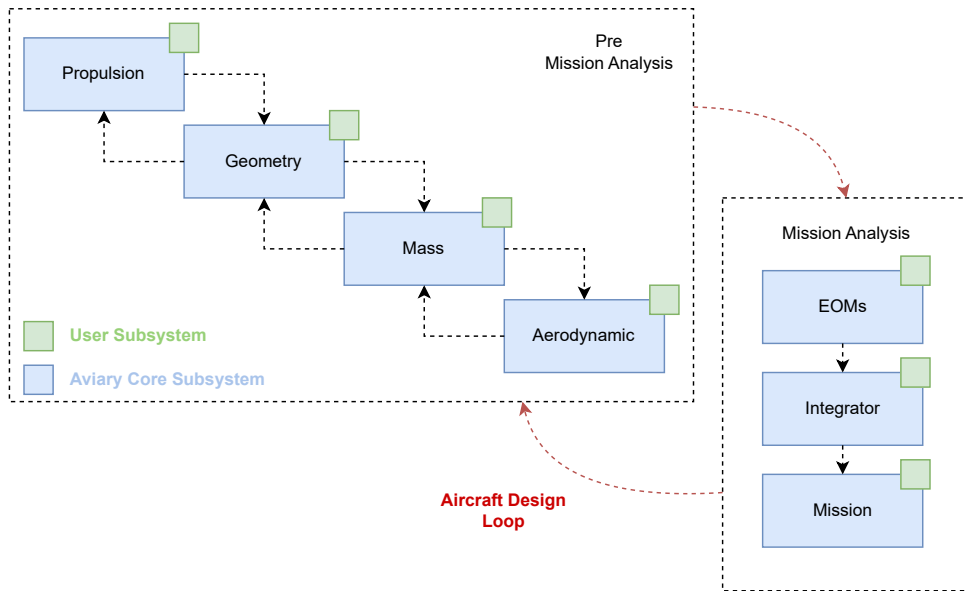 Pre
Mission Analysis
Propulsion
Geometry
Mass
Aerodynamic
User Subsystem
Aviary Core Subsystem
Mission Analysis
EOMs
Integrator
Mission
Aircraft Design
Loop